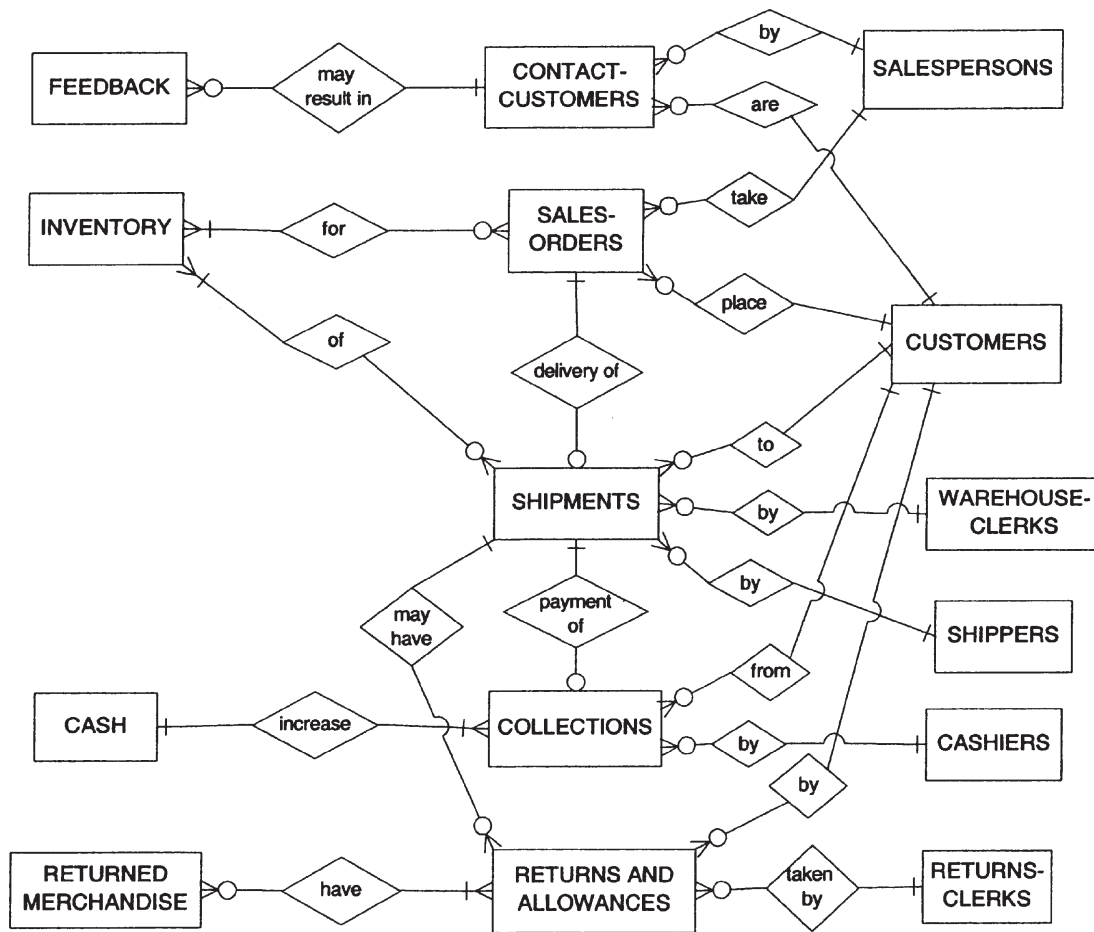 by
SALESPERSONS
FEEDBACK
may
result in
CONTACT-
CUSTOMERS
are
INVENTORY
for
SALES-
ORDERS
take
place
of
delivery of
CUSTOMERS
to
SHIPMENTS
by
WAREHOUSE-
CLERKS
by
SHIPPERS
may
have
payment
of
from
CASH
increase
COLLECTIONS
by
CASHIERS
by
RETURNED
MERCHANDISE
have
RETURNS AND
ALLOWANCES
taken
by
RETURNS-
CLERKS